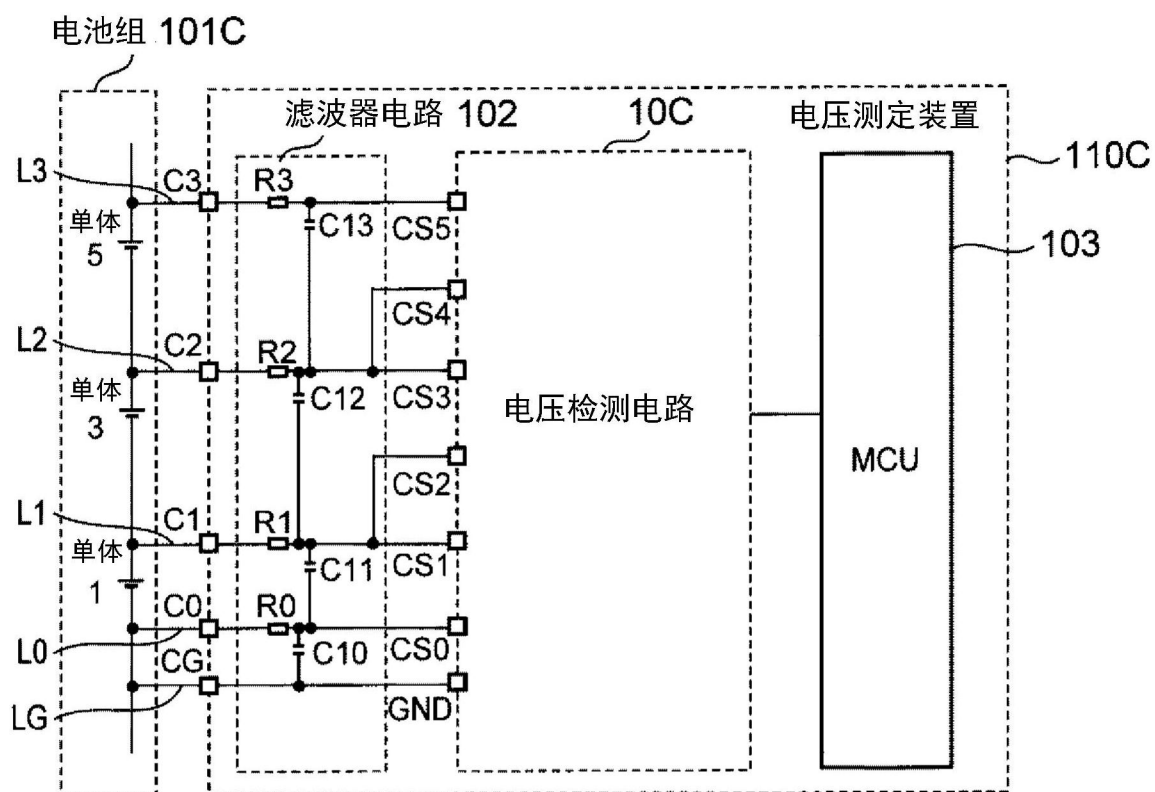 电池组 101C
滤波器电路 102
10C
电压测定装置
110C
L3
C3
R3
单体
5
C13
CS5
103
CS4
L2
C2
R2
单体
3
C12
CS3
电压检测电路
MCU
CS2
L1
C1
R1
单体
1
C11
CS1
C0
R0
L0
C10
CS0
CG
LG
GND